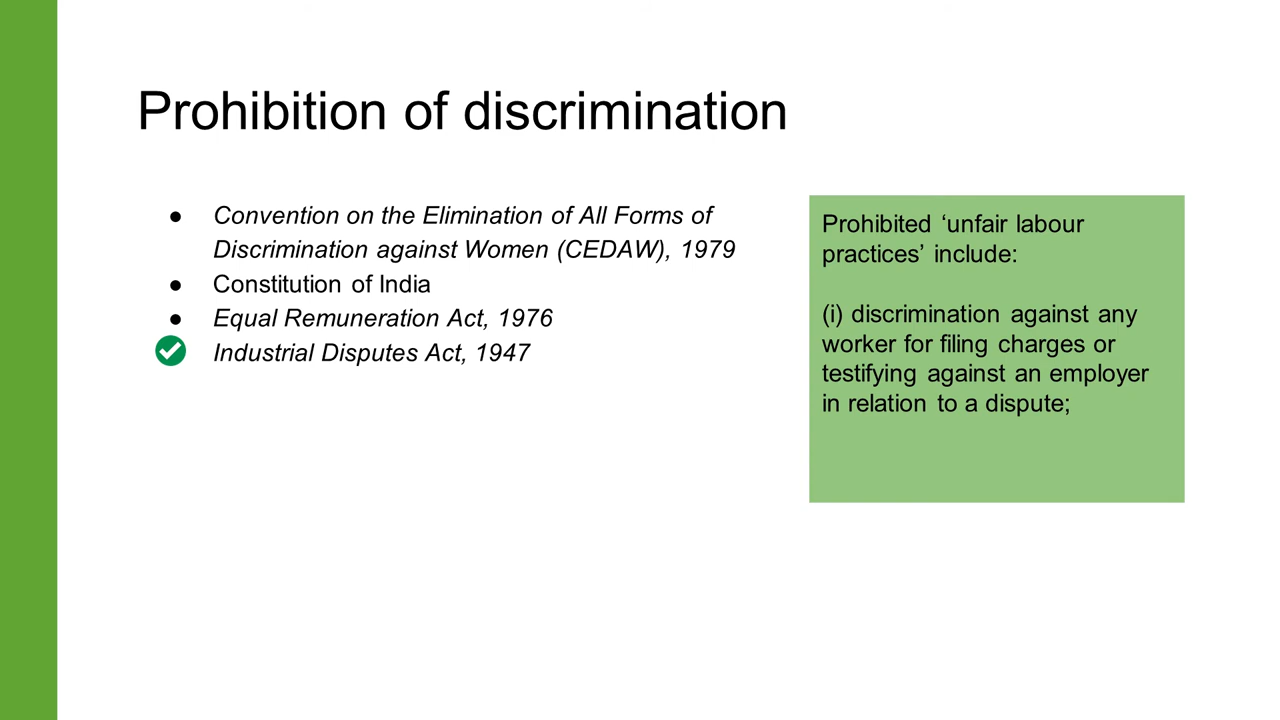 Prohibition of discrimination
● Convention on the Elimination of All Forms of
Discrimination against Women (CEDAW), 1979
● Constitution of India
● Equal Remuneration Act, 1976
Industrial Disputes Act, 1947
Prohibited ‘unfair labour
practices’ include:
(i) discrimination against any
worker for filing charges or
testifying against an employer
in relation to a dispute;